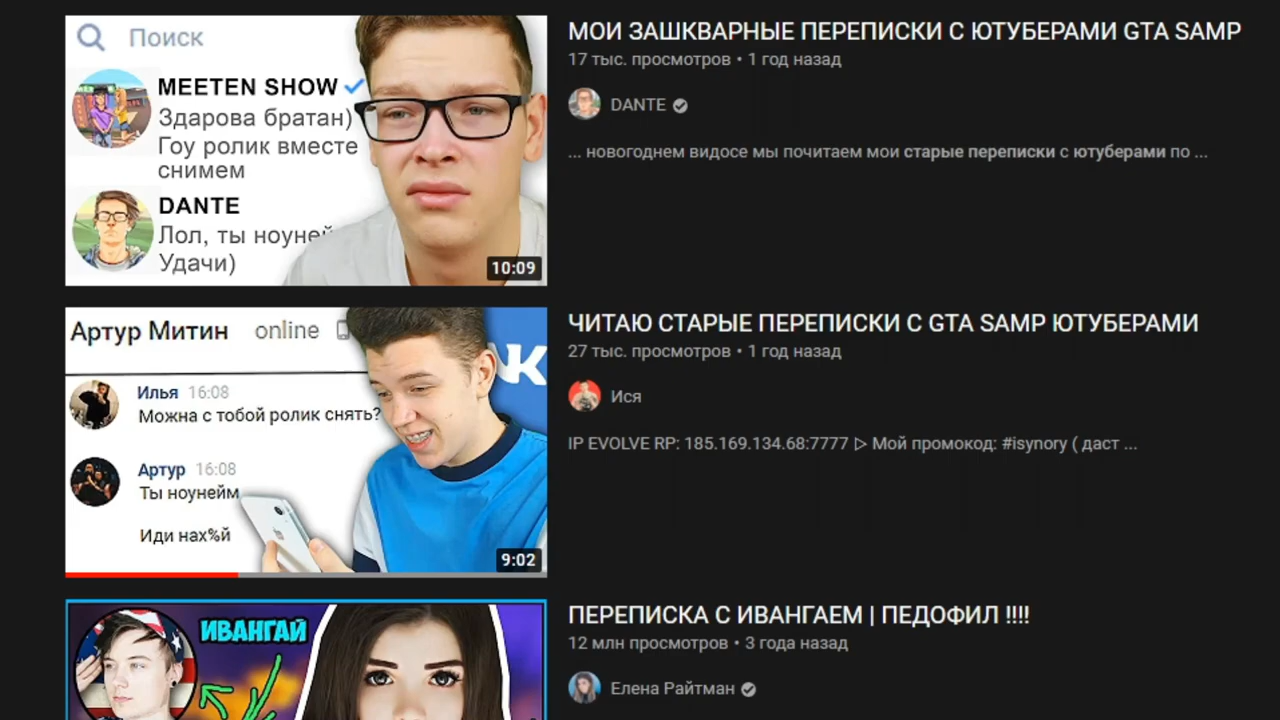 Поиск
MEETEN SHOW
Здарова братан)
Гоу ролик вместе
снимем
DANTE
Лол, ты ноуней
Удачи)
10:09
МОИ ЗАШКВАРНЫЕ ПЕРЕПИСКИ С ЮТУБЕРАМИ GTA SAMP
17 тыс. просмотров • 1 год назад
DANTE
... новогоднем видосе мы почитаем мои старые переписки с ютуберами по ...
Артур Митин online
Илья 16:08
Можна с тобой ролик снять?
Артур 16:08
Ты ноунейм
Иди нах%й
9:02
ЧИТАЮ СТАРЫЕ ПЕРЕПИСКИ С GTA SAMP ЮТУБЕРАМИ
27 тыс. просмотров • 1 год назад
Ися
IP EVOLVE RP: 185.169.134.68:7777 ▷ Мой промокод: #isynory ( даст ...
ИВАНГАЙ
ПЕРЕПИСКА С ИВАНГАЕМ | ПЕДОФИЛ !!!!
12 млн просмотров • 3 года назад
Елена Райтман